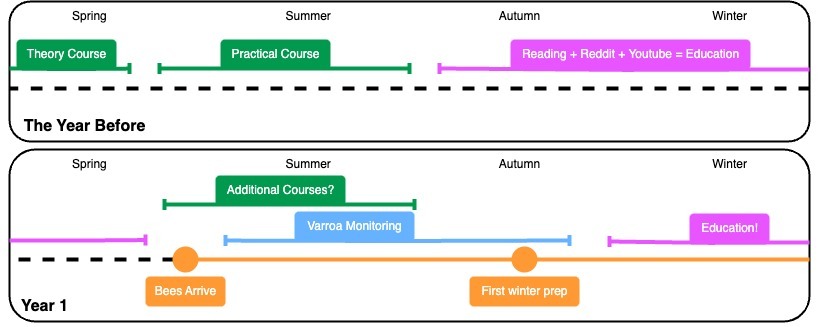 Spring Summer Autumn Winter
Theory Course Practical Course Reading + Reddit + Youtube = Education
The Year Before
Spring Summer Autumn Winter
Additional Courses?
Varroa Monitoring Education!
Bees Arrive First winter prep
Year 1